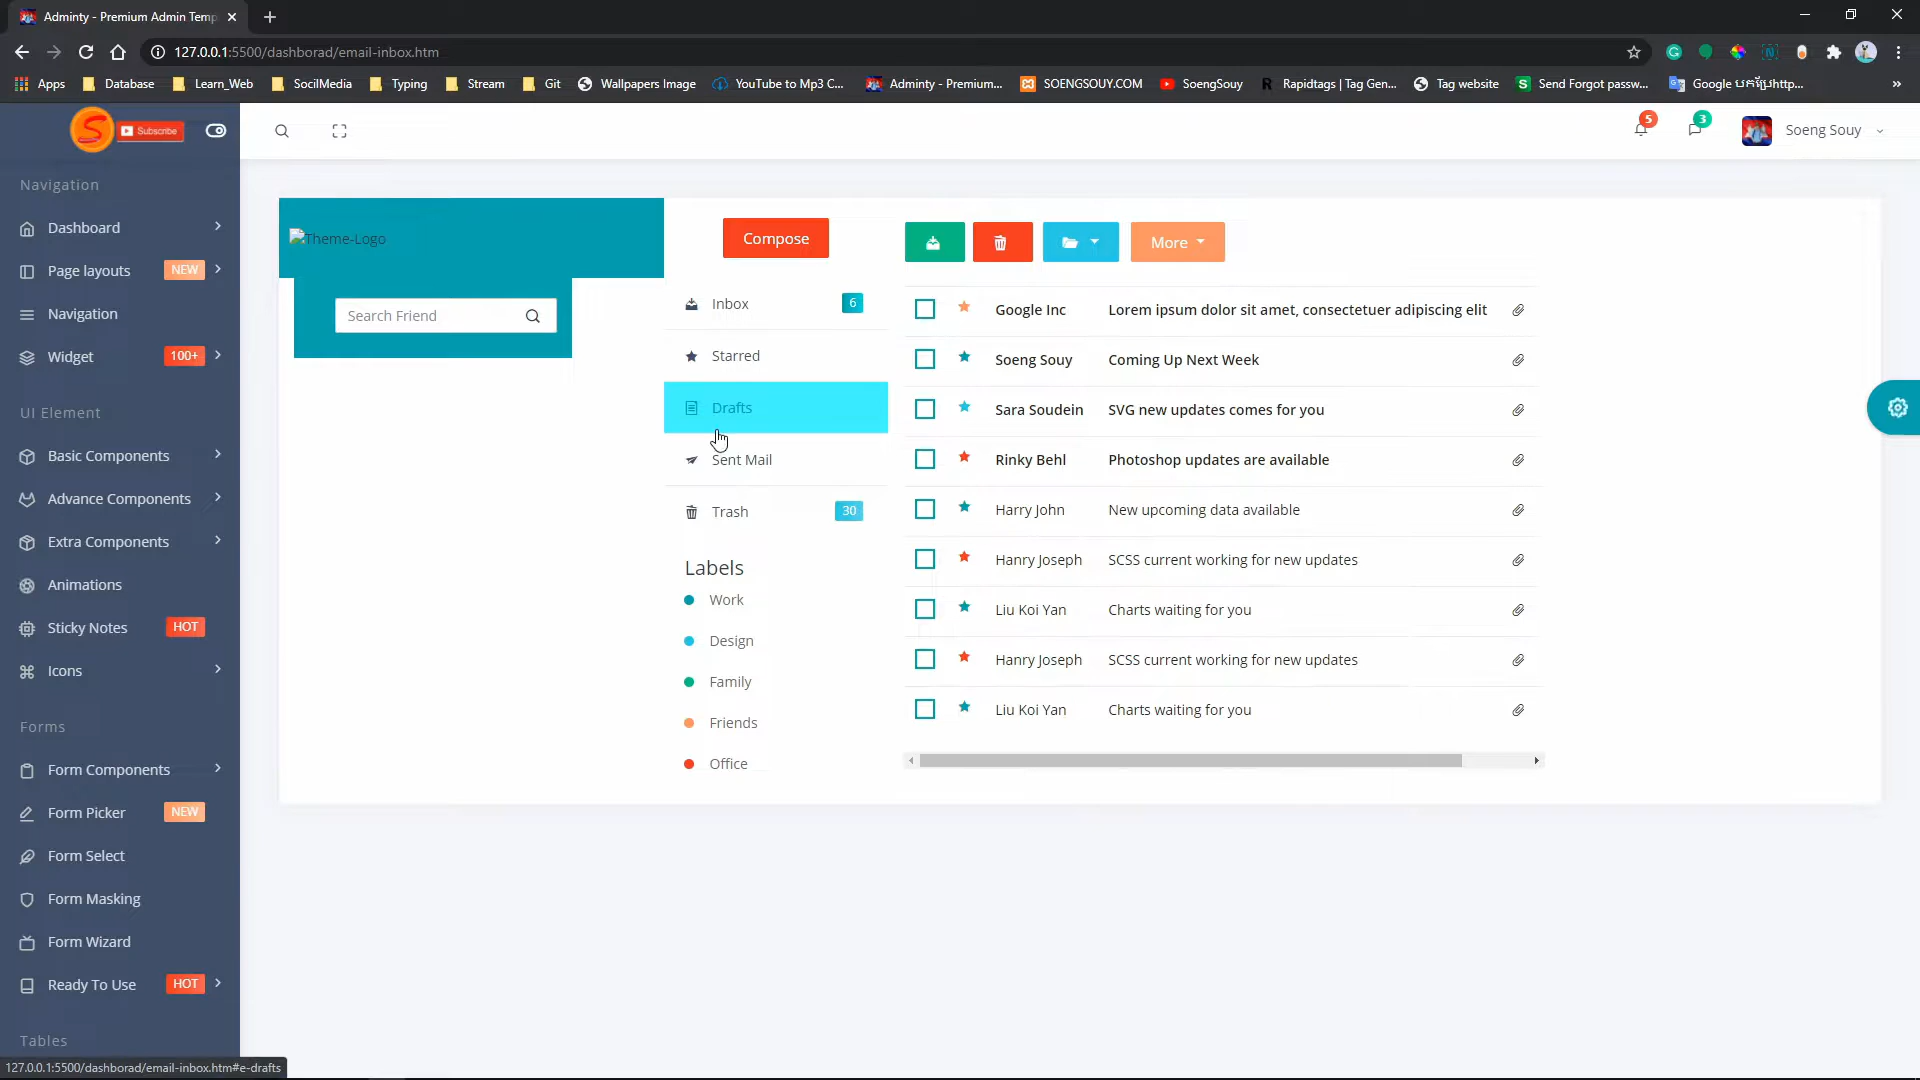 Adminty - Premium Admin Temp
127.0.0.1:5500/dashborad/email-inbox.htm
Apps Database Learn_Web SocilMedia Typing Stream Git Wallpapers Image YouTube to Mp3 C... Adminty - Premium... SOENGSOUY.COM SoengSouy Rapidtags | Tag Gen... Tag website Send Forgot passw... Google
S Subscribe
5
3
Soeng Souy
Navigation
Dashboard
Page layouts NEW
Navigation
Widget 100+
UI Element
Basic Components
Advance Components
Extra Components
Animations
Sticky Notes HOT
Icons
Forms
Form Components
Form Picker NEW
Form Select
Form Masking
Form Wizard
Ready To Use HOT
Tables
127.0.0.1:5500/dashborad/email-inbox.htm#e-drafts
Theme-Logo
Search Friend
Compose
Inbox 6
Starred
Drafts
Sent Mail
Trash 30
Labels
Work
Design
Family
Friends
Office
More
Google Inc Lorem ipsum dolor sit amet, consectetuer adipiscing elit
Soeng Souy Coming Up Next Week
Sara Soudein SVG new updates comes for you
Rinky Behl Photoshop updates are available
Harry John New upcoming data available
Hanry Joseph SCSS current working for new updates
Liu Koi Yan Charts waiting for you
Hanry Joseph SCSS current working for new updates
Liu Koi Yan Charts waiting for you